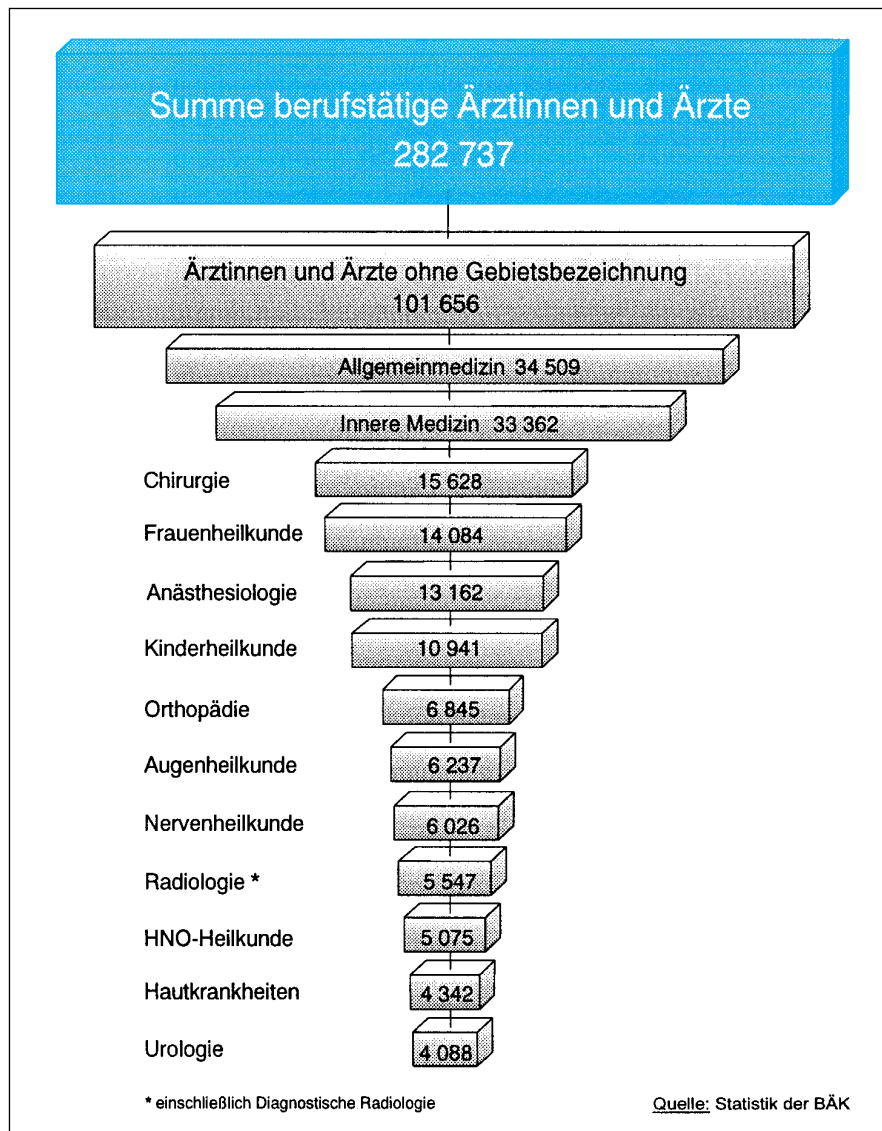 Summe berufstätige Ärztinnen und Ärzte
282 737
Ärztinnen und Ärzte ohne Gebietsbezeichnung
101 656
Allgemeinmedizin 34 509
Innere Medizin 33 362
Chirurgie 15 628
Frauenheilkunde 14 084
Anästhesiologie 13 162
Kinderheilkunde 10 941
Orthopädie 6 845
Augenheilkunde 6 237
Nervenheilkunde 6 026
Radiologie * 5 547
HNO-Heilkunde 5 075
Hautkrankheiten 4 342
Urologie 4 088
* einschließlich Diagnostische Radiologie Quelle: Statistik der BÄK